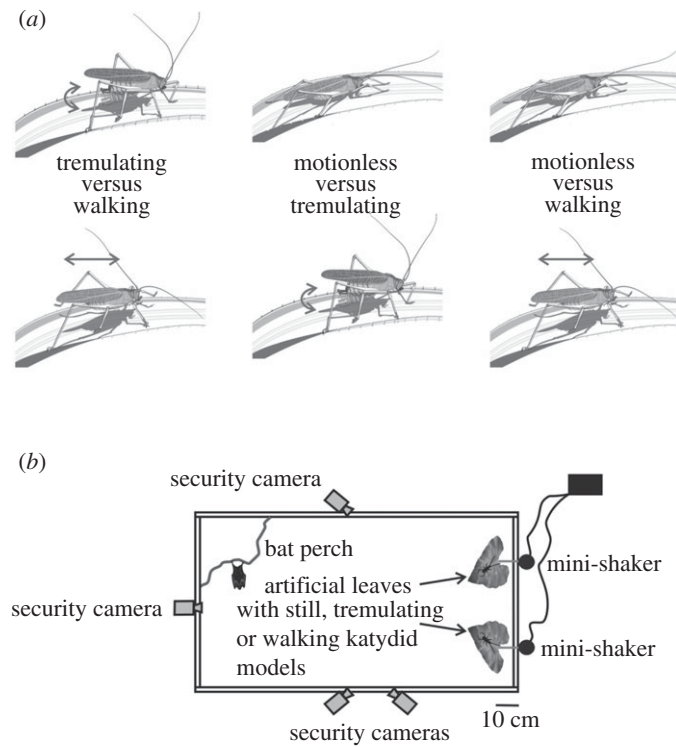 (a)
tremulating
versus
walking
motionless
versus
tremulating
motionless
versus
walking
(b)
security camera
bat perch
artificial leaves
with still, tremulating
or walking katydid
models
security camera
mini-shaker
mini-shaker
security cameras
10 cm